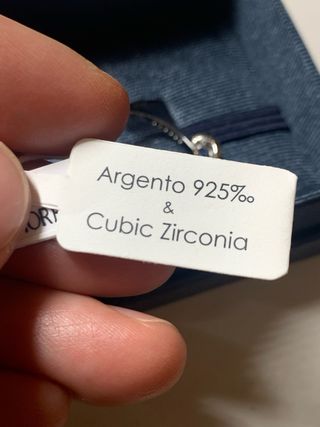 Argento 925‰
&
Cubic Zirconia